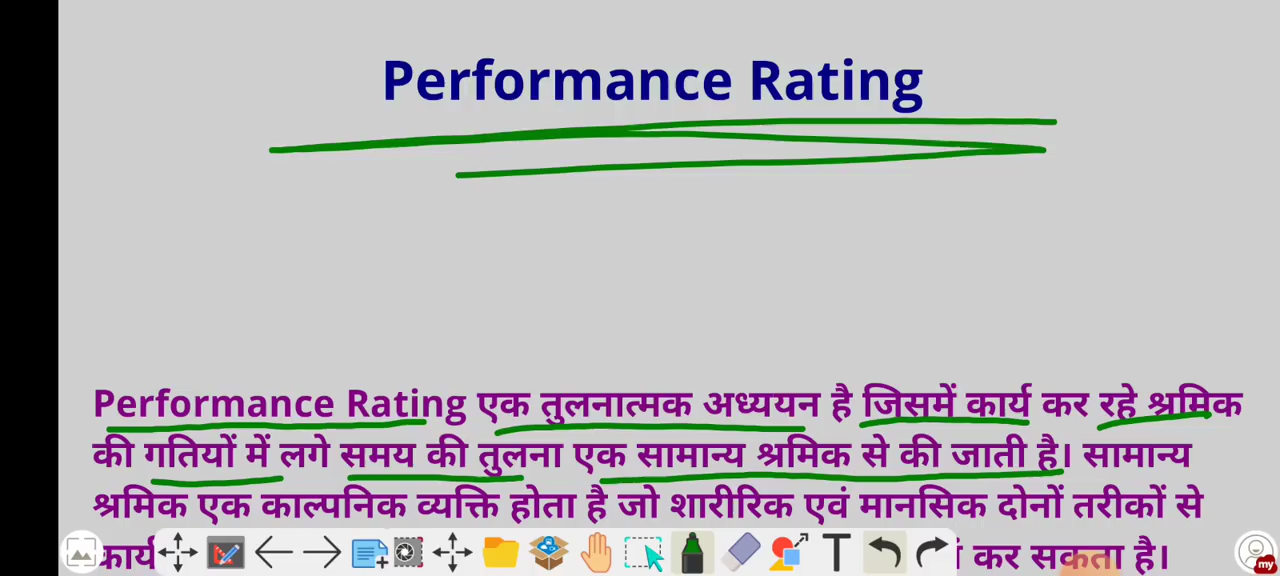 Performance Rating
Performance Rating एक तुलनात्मक अध्ययन है जिसमें कार्य कर रहे श्रमिक
की गतियों में लगे समय की तुलना एक सामान्य श्रमिक से की जाती है। सामान्य
श्रमिक एक काल्पनिक व्यक्ति होता है जो शारीरिक एवं मानसिक दोनों तरीकों से
कार्य कर सकता है।
T
my